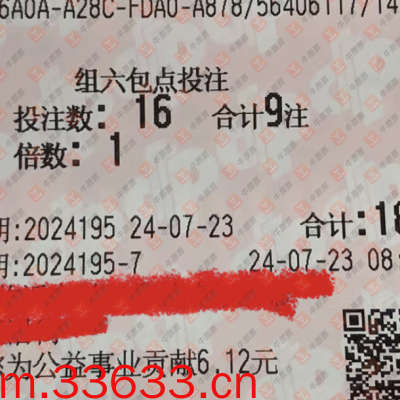 6A0A-A28C-FDA0-A878/56406117/14
组六包点投注
投注数: 16 合计9注
倍数: 1
期:2024195 24-07-23 合计:18
期:2024195-7 24-07-23 08
您为公益事业贡献6.12元
m.33633.cn